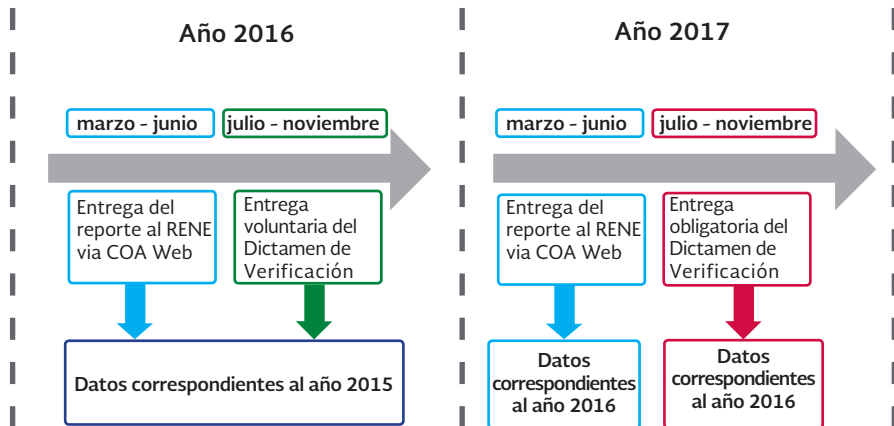 Año 2016
marzo - junio
julio - noviembre
Entrega del
reporte al RENE
via COA Web
Entrega
voluntaria del
Dictamen de
Verificación
Datos correspondientes al año 2015
Año 2017
marzo - junio
julio - noviembre
Entrega del
reporte al RENE
via COA Web
Entrega
obligatoria del
Dictamen de
Verificación
Datos
correspondientes
al año 2016
Datos
correspondientes
al año 2016